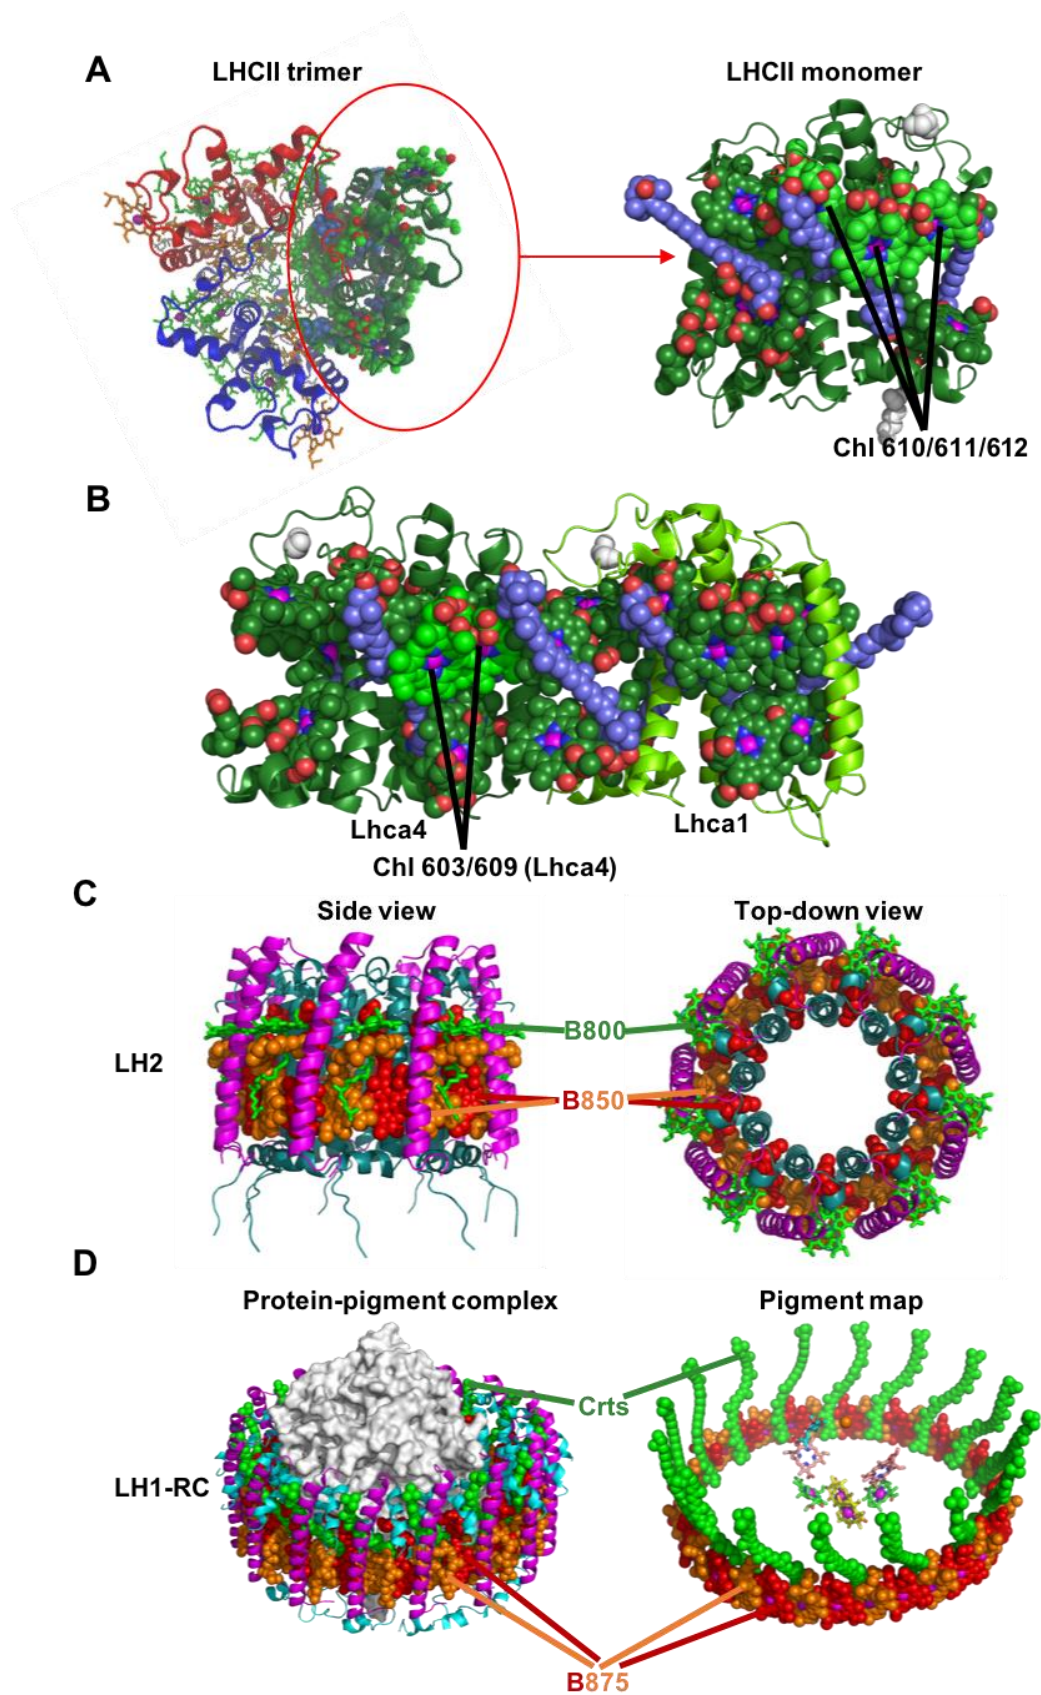 A
LHCII trimer
LHCII monomer
Chl 610/611/612
B
Lhca4
Lhca1
Chl 603/609 (Lhca4)
C
Side view
Top-down view
B800
LH2
B850
D
Protein-pigment complex
Pigment map
Crts
LH1-RC
B875